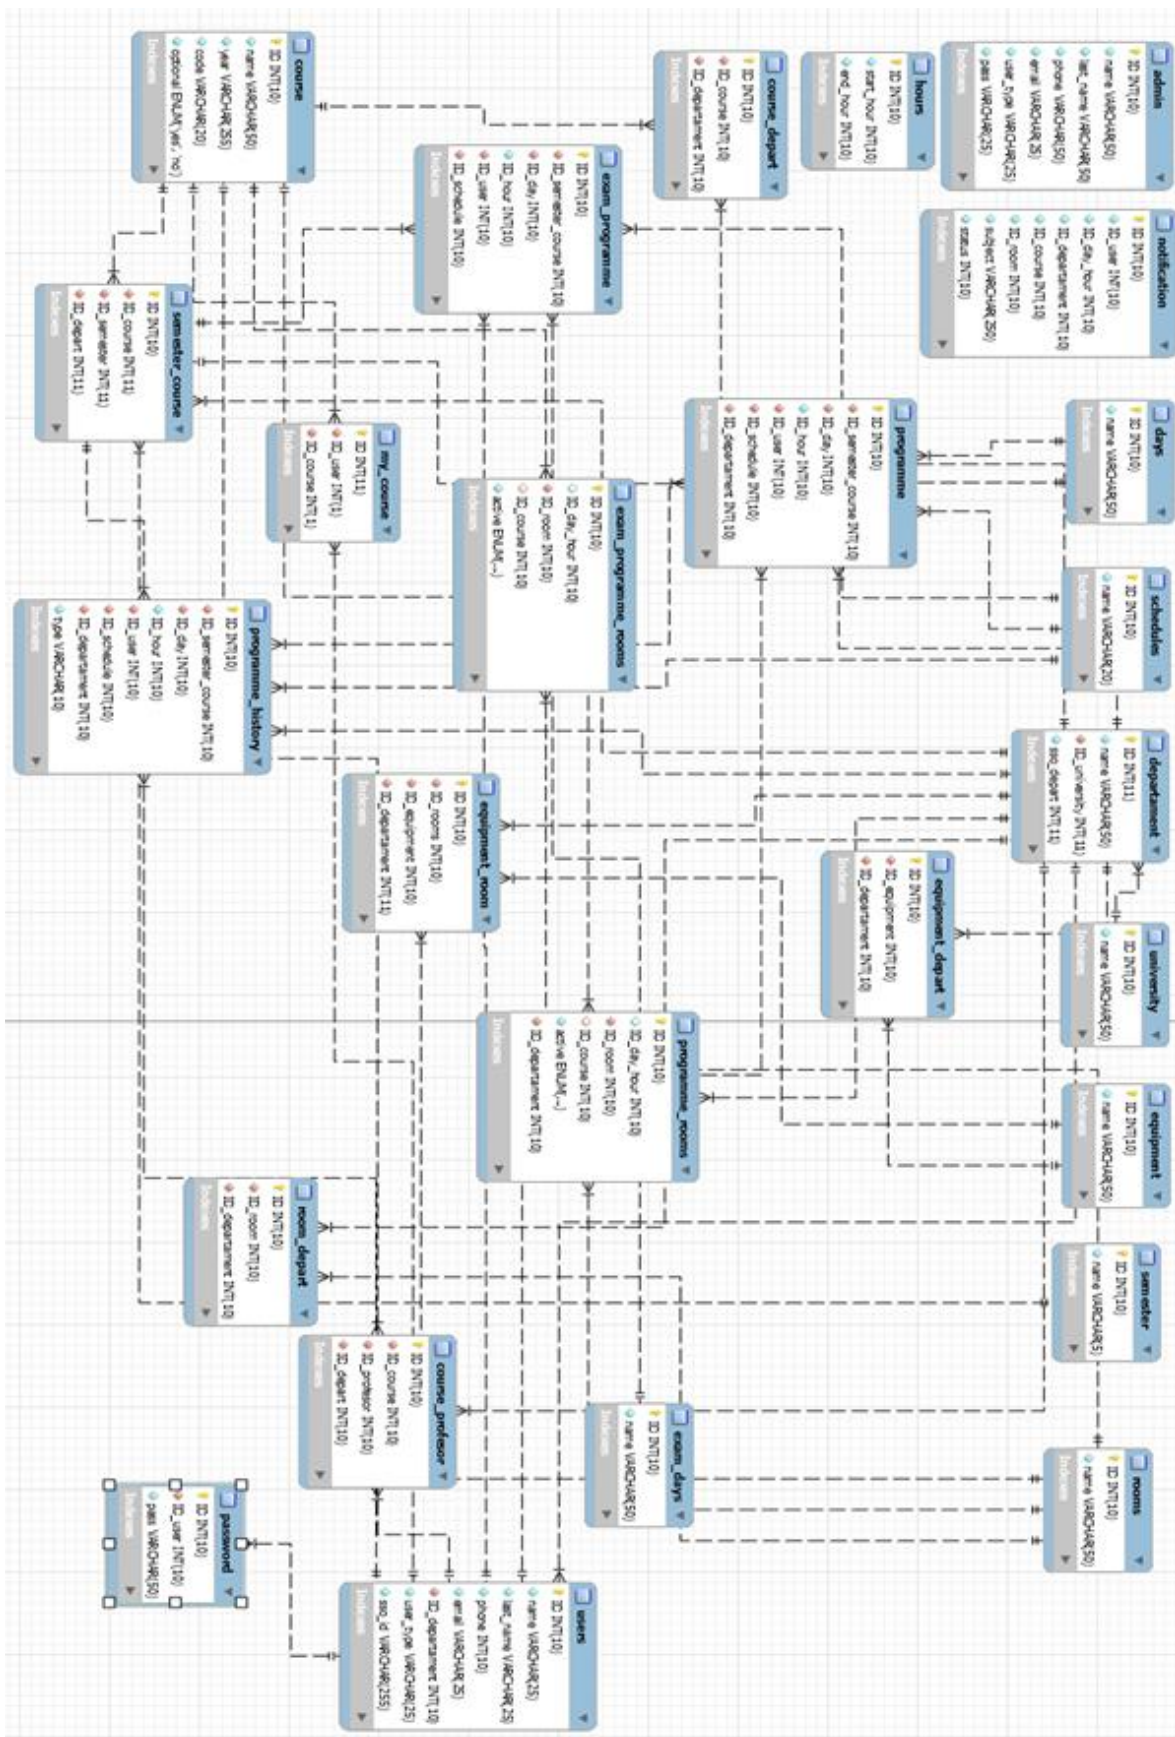 admin
ID INT(10)
name VARCHAR(50)
last_name VARCHAR(50)
phone VARCHAR(50)
email VARCHAR(25)
user_type VARCHAR(25)
pass VARCHAR(25)
Indexes
notification
ID INT(10)
ID_user INT(10)
ID_day_hour INT(10)
ID_departament INT(10)
ID_course INT(10)
ID_room INT(10)
subject VARCHAR(250)
status INT(10)
Indexes
days
ID INT(10)
name VARCHAR(50)
Indexes
schedules
ID INT(10)
name VARCHAR(20)
Indexes
departament
ID INT(11)
name VARCHAR(50)
ID_university INT(11)
sso_depart INT(11)
Indexes
university
ID INT(10)
name VARCHAR(50)
Indexes
equipment
ID INT(10)
name VARCHAR(50)
Indexes
semester
ID INT(10)
name VARCHAR(5)
Indexes
rooms
ID INT(10)
name VARCHAR(50)
Indexes
hours
ID INT(10)
start_hour INT(10)
end_hour INT(10)
Indexes
course_depart
ID INT(10)
ID_course INT(10)
ID_departament INT(10)
Indexes
programme
ID INT(10)
ID_semester_course INT(10)
ID_day INT(10)
ID_hour INT(10)
ID_user INT(10)
ID_schedule INT(10)
ID_departament INT(10)
Indexes
equipment_depart
ID INT(10)
ID_equipment INT(10)
ID_departament INT(10)
Indexes
exam_programme
ID INT(10)
ID_semester_course INT(10)
ID_day INT(10)
ID_hour INT(10)
ID_user INT(10)
ID_schedule INT(10)
Indexes
exam_programme_rooms
ID INT(10)
ID_day_hour INT(10)
ID_room INT(10)
ID_course INT(10)
active ENUM(...)
Indexes
programme_rooms
ID INT(10)
ID_day_hour INT(10)
ID_room INT(10)
ID_course INT(10)
active ENUM(...)
ID_departament INT(10)
Indexes
exam_days
ID INT(10)
name VARCHAR(50)
Indexes
course
ID INT(10)
name VARCHAR(50)
year VARCHAR(255)
code VARCHAR(20)
optional ENUM('yes', 'no')
Indexes
my_course
ID INT(11)
ID_user INT(1)
ID_course INT(1)
Indexes
equipment_room
ID INT(10)
ID_rooms INT(10)
ID_equipment INT(10)
ID_departament INT(11)
Indexes
course_profesor
ID INT(10)
ID_course INT(10)
ID_profesor INT(10)
ID_depart INT(10)
Indexes
users
ID INT(10)
name VARCHAR(25)
last_name VARCHAR(25)
phone INT(10)
email VARCHAR(25)
ID_departament INT(10)
user_type VARCHAR(25)
sso_id VARCHAR(255)
Indexes
semester_course
ID INT(10)
ID_course INT(11)
ID_semester INT(11)
ID_depart INT(11)
Indexes
programme_history
ID INT(10)
ID_semester_course INT(10)
ID_day INT(10)
ID_hour INT(10)
ID_user INT(10)
ID_schedule INT(10)
ID_departament INT(10)
type VARCHAR(10)
Indexes
room_depart
ID INT(10)
ID_room INT(10)
ID_departament INT(10)
Indexes
password
ID INT(10)
ID_user INT(10)
pass VARCHAR(50)
Indexes